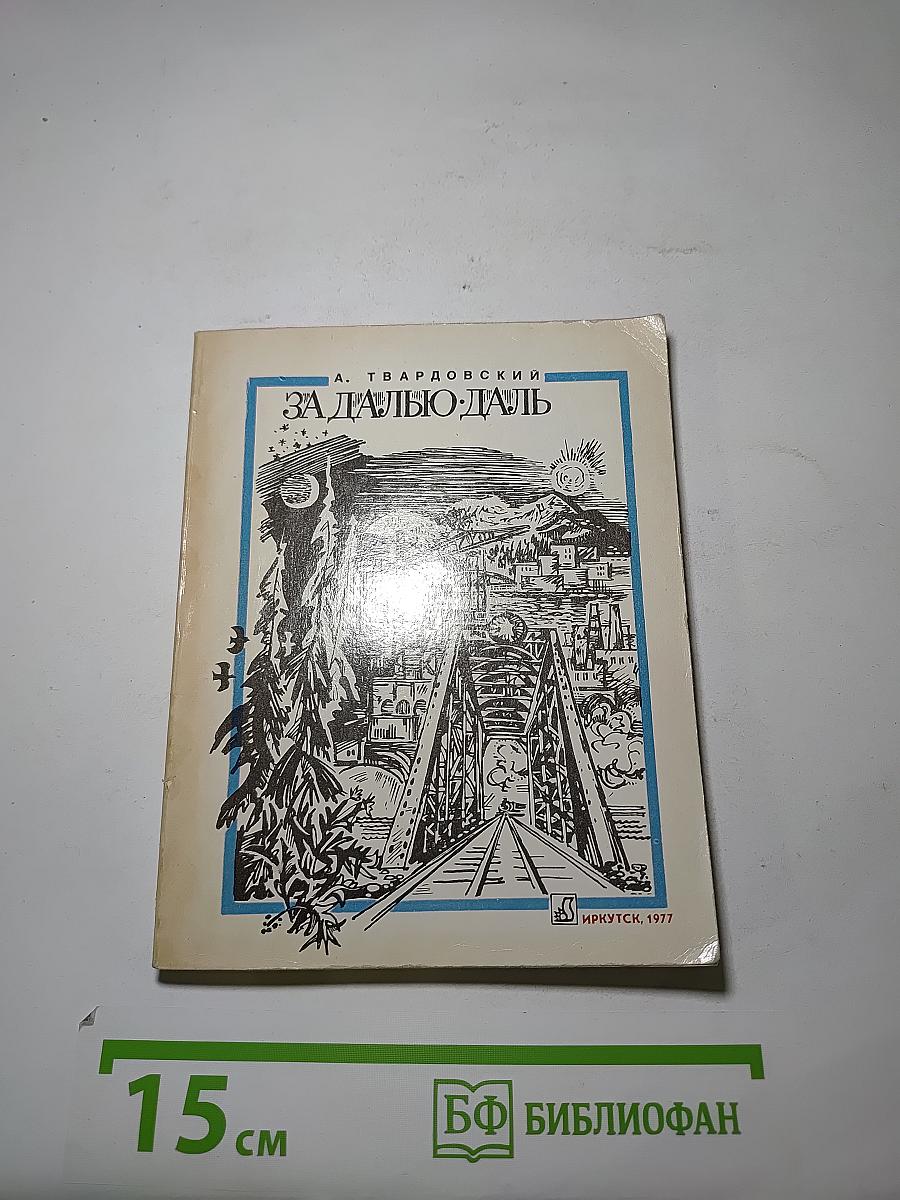 А. ТВАРДОВСКИЙ
ЗА ДАЛЬЮ·ДАЛЬ
ИРКУТСК, 1977
15 см
БФ БИБЛИОФАН